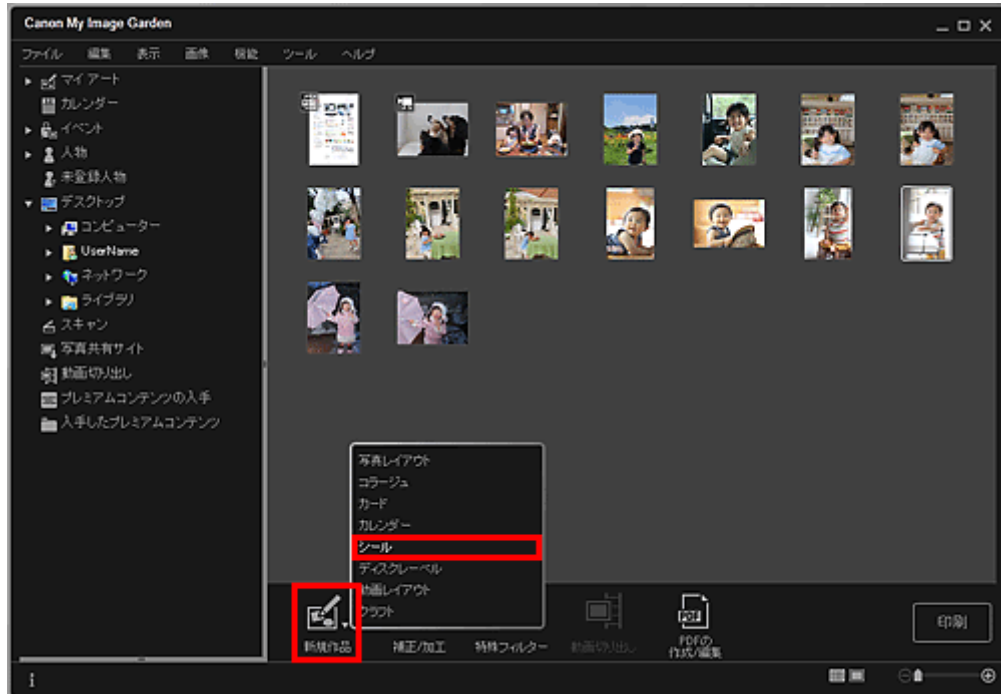 Canon My Image Garden
ファイル 編集 表示 画像 機能 ツール ヘルプ
マイ アート
カレンダー
イベント
人物
未登録人物
デスクトップ
コンピューター
UserName
ネットワーク
ライブラリ
スキャン
写真共有サイト
動画切り出し
プレミアムコンテンツの入手
入手したプレミアムコンテンツ
写真レイアウト
コラージュ
カード
カレンダー
シール
ディスクレーベル
動画レイアウト
クラフト
新規作品 補正/加工 特殊フィルター 動画切り出し PDFの
作成/編集
印刷